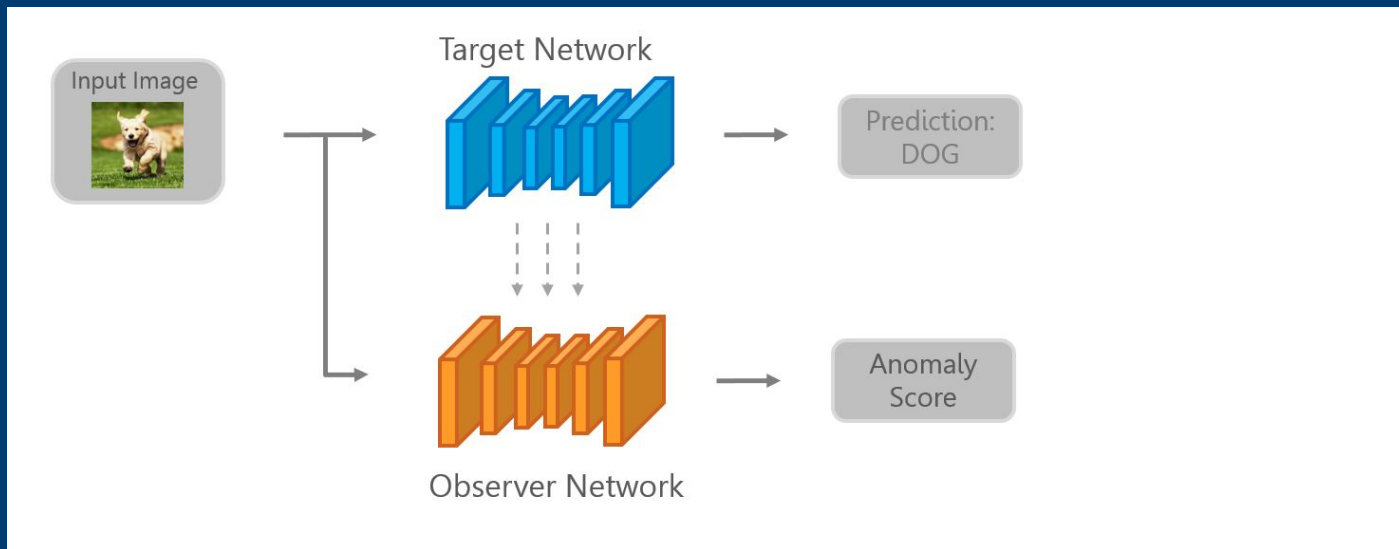 Target Network
Input Image
Prediction:
DOG
Anomaly
Score
Observer Network